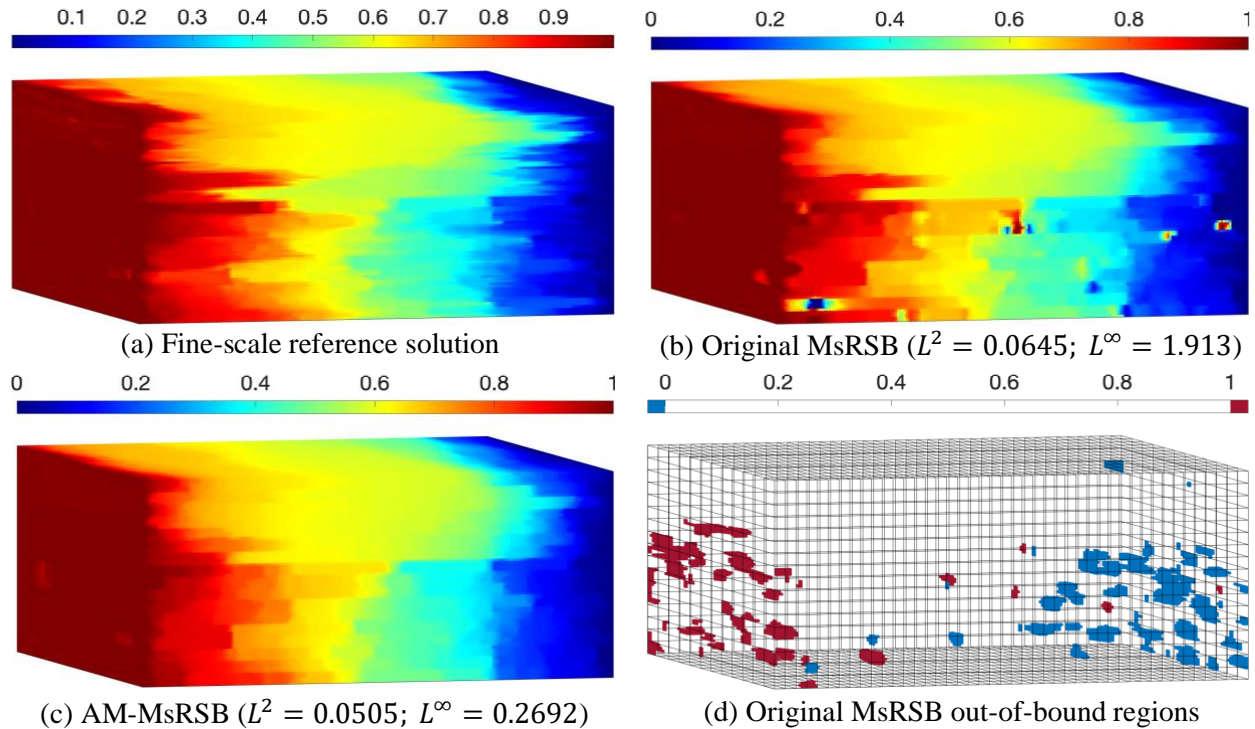 0.1 0.2 0.3 0.4 0.5 0.6 0.7 0.8 0.9
0 0.2 0.4 0.6 0.8 1
(a) Fine-scale reference solution
(b) Original MsRSB (L² = 0.0645; L∞ = 1.913)
0 0.2 0.4 0.6 0.8 1
0 0.2 0.4 0.6 0.8 1
(c) AM-MsRSB (L² = 0.0505; L∞ = 0.2692)
(d) Original MsRSB out-of-bound regions